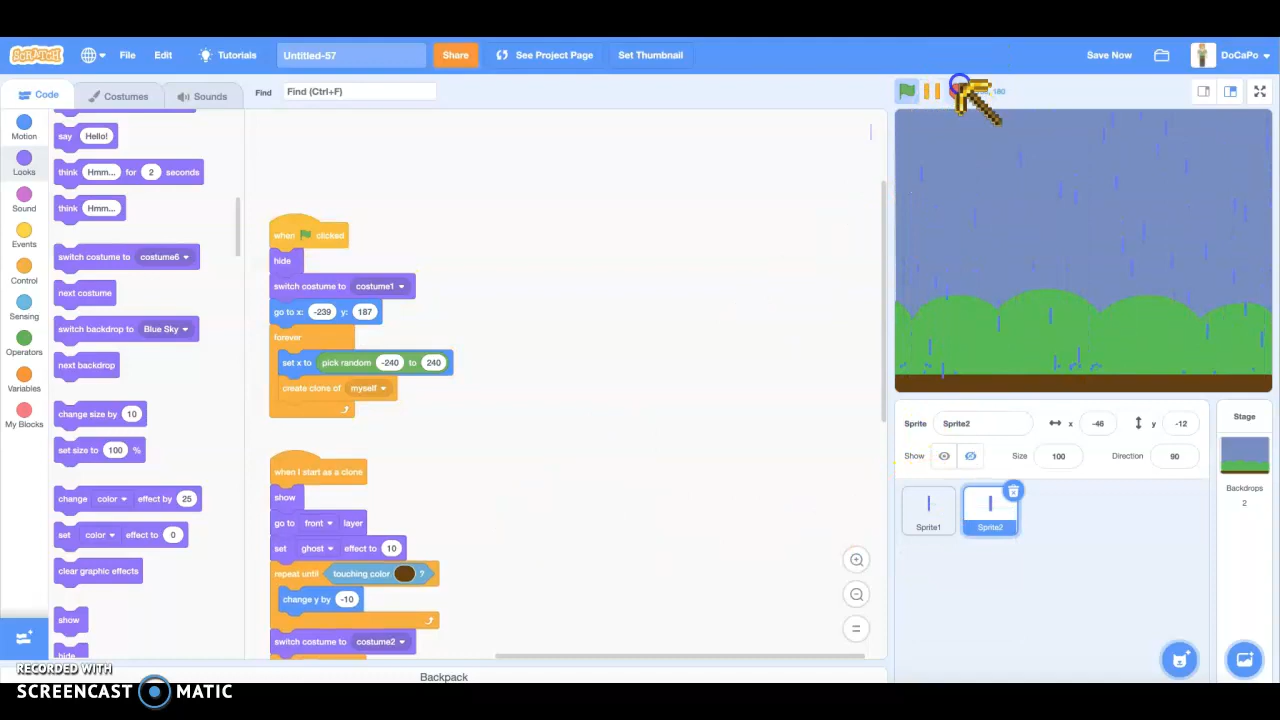 SCRATCH File Edit Tutorials Untitled-57 Share See Project Page Set Thumbnail Save Now DoCaPo
Code Costumes Sounds Find Find (Ctrl+F) 180
Motion
Looks
Sound
Events
Control
Sensing
Operators
Variables
My Blocks
say Hello!
think Hmm... for 2 seconds
think Hmm...
switch costume to costume6
next costume
switch backdrop to Blue Sky
next backdrop
change size by 10
set size to 100 %
change color effect by 25
set color effect to 0
clear graphic effects
show
hide
when clicked
hide
switch costume to costume1
go to x: -239 y: 187
forever
set x to pick random -240 to 240
create clone of myself
when I start as a clone
show
go to front layer
set ghost effect to 10
repeat until touching color ?
change y by -10
switch costume to costume2
Sprite Sprite2 x -46 y -12
Show Size 100 Direction 90
Sprite1 Sprite2
Stage
Backdrops
2
Backpack
RECORDED WITH
SCREENCAST MATIC